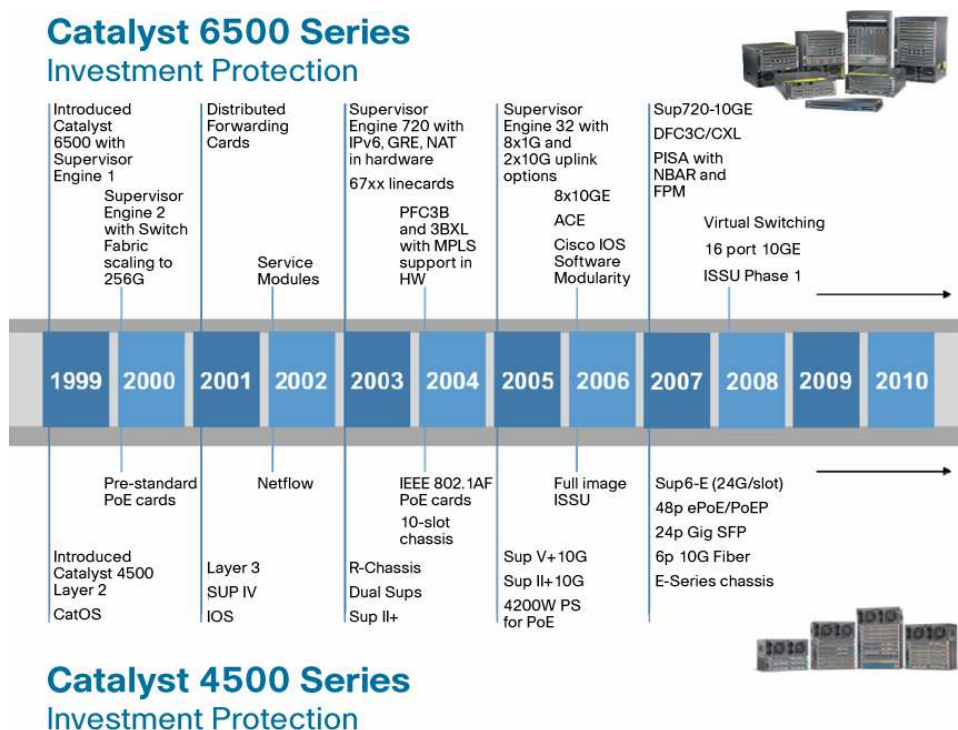 Catalyst 6500 Series
Investment Protection
Introduced
Catalyst
6500 with
Supervisor
Engine 1
Supervisor
Engine 2
with Switch
Fabric
scaling to
256G
Distributed
Forwarding
Cards
Service
Modules
Supervisor
Engine 720 with
IPv6, GRE, NAT
in hardware
67xx linecards
PFC3B
and 3BXL
with MPLS
support in
HW
Supervisor
Engine 32 with
8x1G and
2x10G uplink
options
8x10GE
ACE
Cisco IOS
Software
Modularity
Sup720-10GE
DFC3C/CXL
PISA with
NBAR and
FPM
Virtual Switching
16 port 10GE
ISSU Phase 1
1999 2000 2001 2002 2003 2004 2005 2006 2007 2008 2009 2010
Pre-standard
PoE cards
Introduced
Catalyst 4500
Layer 2
CatOS
Netflow
Layer 3
SUP IV
IOS
IEEE 802.1AF
PoE cards
10-slot
chassis
R-Chassis
Dual Sups
Sup II+
Full image
ISSU
Sup V+10G
Sup II+10G
4200W PS
for PoE
Sup6-E (24G/slot)
48p ePoE/PoEP
24p Gig SFP
6p 10G Fiber
E-Series chassis
Catalyst 4500 Series
Investment Protection